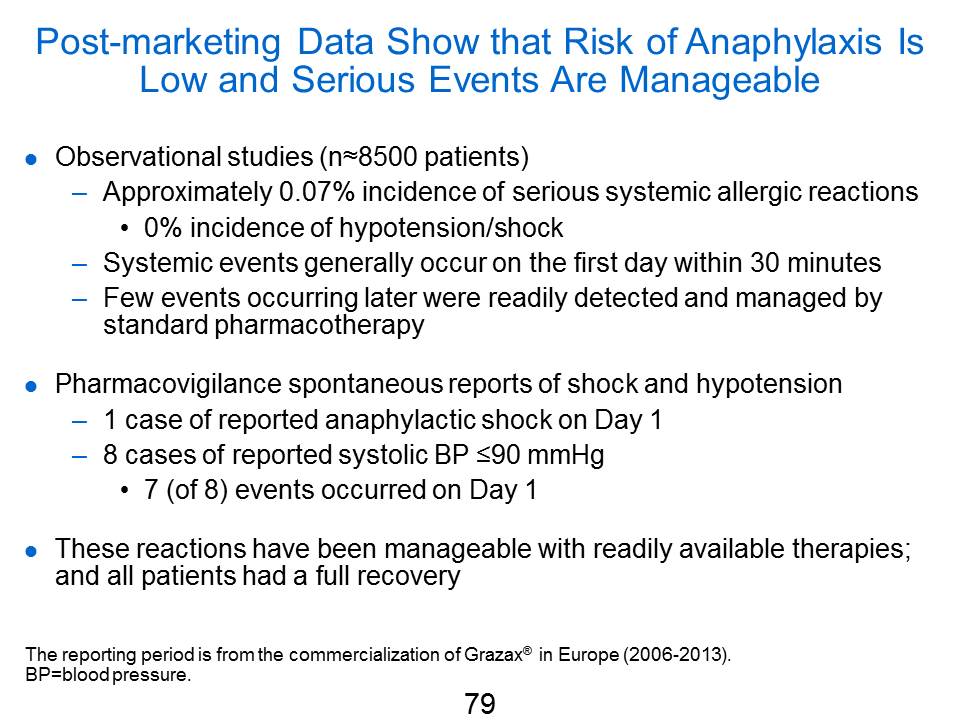 Post-marketing Data Show that Risk of Anaphylaxis Is
Low and Serious Events Are Manageable
● Observational studies (n≈8500 patients)
– Approximately 0.07% incidence of serious systemic allergic reactions
• 0% incidence of hypotension/shock
– Systemic events generally occur on the first day within 30 minutes
– Few events occurring later were readily detected and managed by
standard pharmacotherapy
● Pharmacovigilance spontaneous reports of shock and hypotension
– 1 case of reported anaphylactic shock on Day 1
– 8 cases of reported systolic BP ≤90 mmHg
• 7 (of 8) events occurred on Day 1
● These reactions have been manageable with readily available therapies;
and all patients had a full recovery
The reporting period is from the commercialization of Grazax® in Europe (2006-2013).
BP=blood pressure.
79